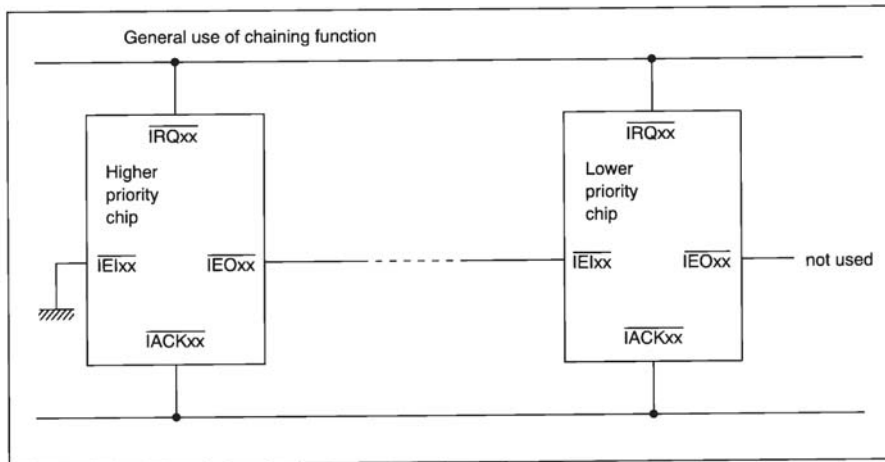 General use of chaining function
IRQxx
IRQxx
Higher
priority
chip
Lower
priority
chip
IEIxx
IEOxx
IEIxx
IEOxx
not used
IACKxx
IACKxx